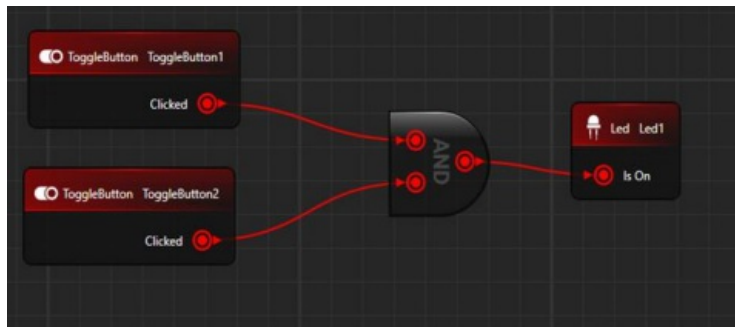 ToggleButton ToggleButton1
Clicked
AND
Led Led1
Is On
ToggleButton ToggleButton2
Clicked